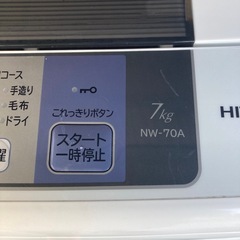 コース
手造り
毛布
ドライ
これっきりボタン
スタート
一時停止
7kg
NW-70A
HI
濯